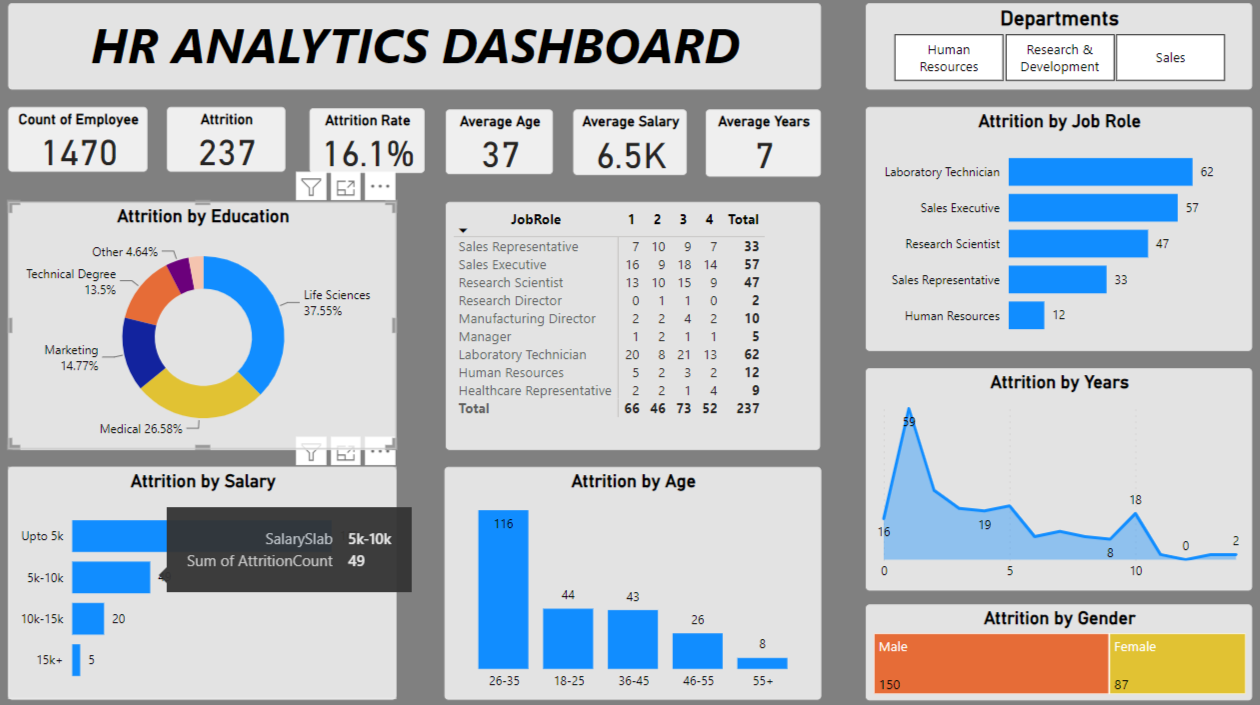 HR ANALYTICS DASHBOARD
Departments
Human Resources
Research & Development
Sales
Count of Employee
1470
Attrition
237
Attrition Rate
16.1%
Average Age
37
Average Salary
6.5K
Average Years
7
Attrition by Education
Other 4.64%
Technical Degree
13.5%
Life Sciences
37.55%
Marketing
14.77%
Medical 26.58%
JobRole 1 2 3 4 Total
Sales Representative 7 10 9 7 33
Sales Executive 16 9 18 14 57
Research Scientist 13 10 15 9 47
Research Director 0 1 1 0 2
Manufacturing Director 2 2 4 2 10
Manager 1 2 1 1 5
Laboratory Technician 20 8 21 13 62
Human Resources 5 2 3 2 12
Healthcare Representative 2 2 1 4 9
Total 66 46 73 52 237
Attrition by Job Role
Laboratory Technician 62
Sales Executive 57
Research Scientist 47
Sales Representative 33
Human Resources 12
Attrition by Salary
Upto 5k
5k-10k
10k-15k 20
15k+ 5
SalarySlab 5k-10k
Sum of AttritionCount 49
Attrition by Age
116
44
43
26
8
26-35 18-25 36-45 46-55 55+
Attrition by Years
59
16
19
8
18
0
2
0 5 10
Attrition by Gender
Male
150
Female
87